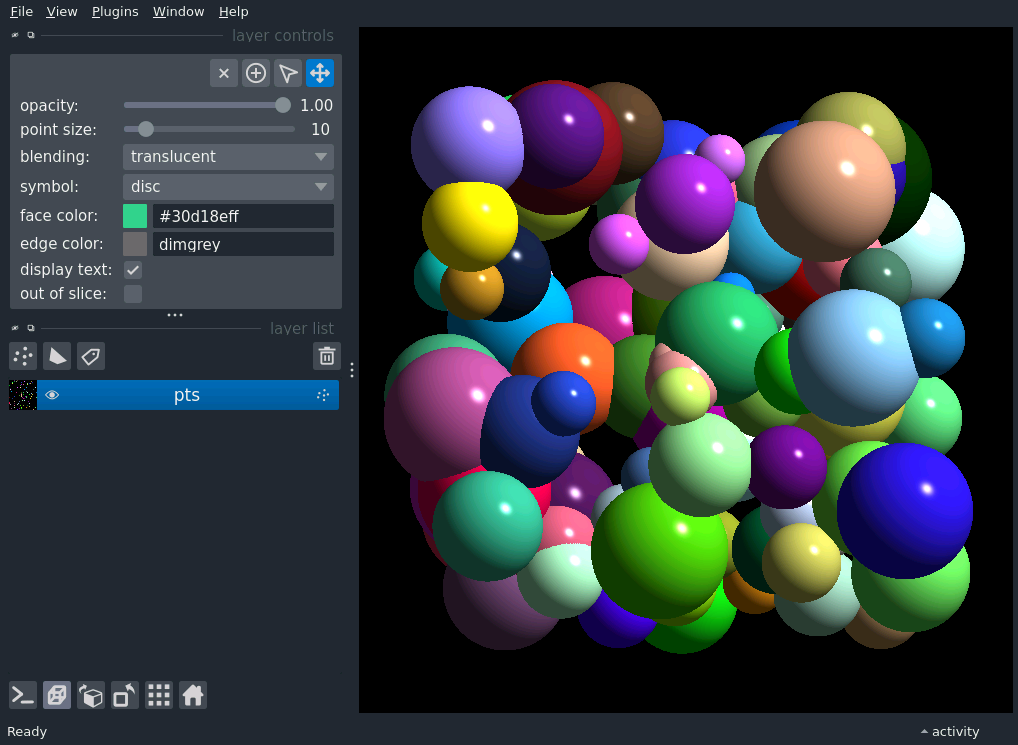 File View Plugins Window Help
layer controls
opacity: 1.00
point size: 10
blending: translucent
symbol: disc
face color: #30d18eff
edge color: dimgrey
display text:
out of slice:
layer list
pts
Ready
activity